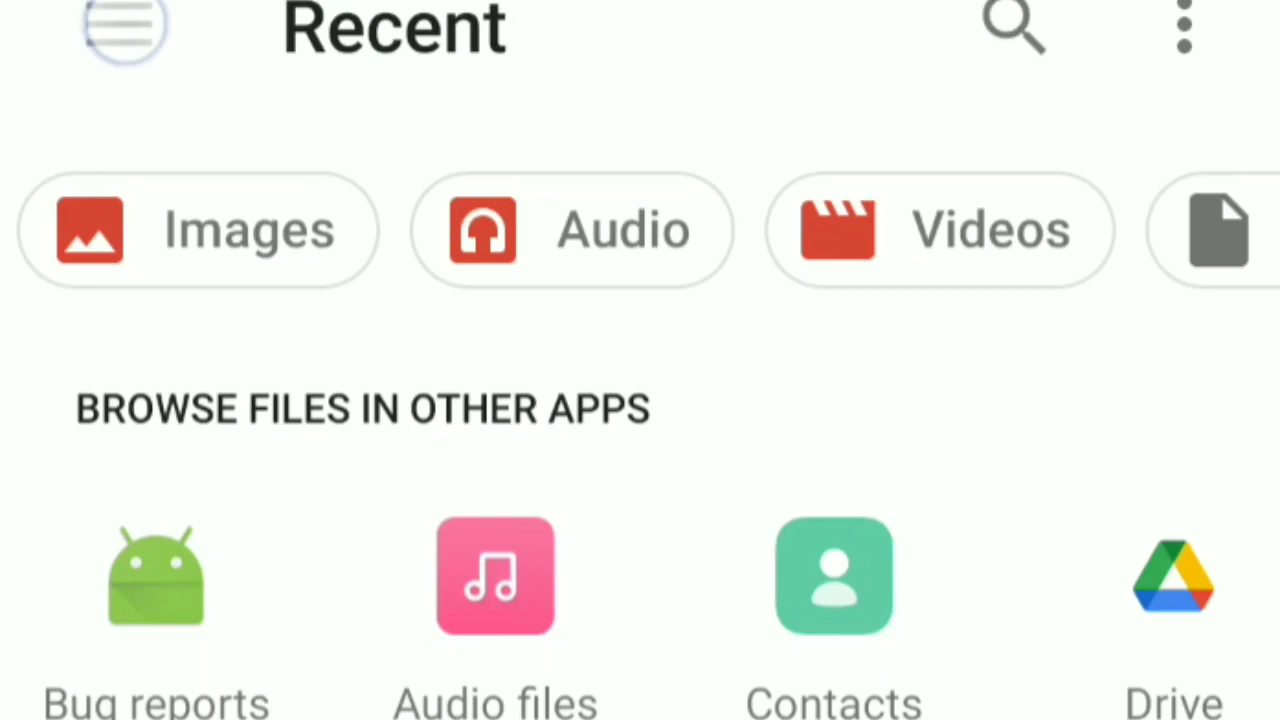 Recent
Images Audio Videos
BROWSE FILES IN OTHER APPS
Bug reports Audio files Contacts Drive